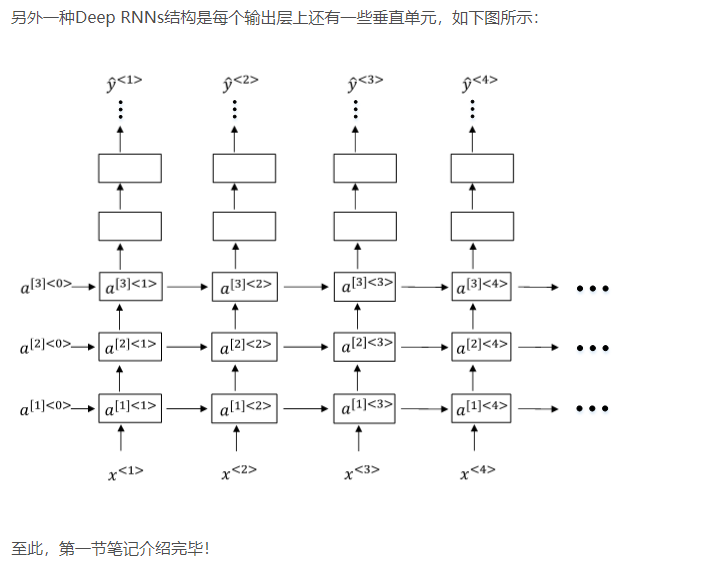 另外一种Deep RNNs结构是每个输出层上还有一些垂直单元，如下图所示：
ŷ<1> ŷ<2> ŷ<3> ŷ<4>
a[3]<0> a[3]<1> a[3]<2> a[3]<3> a[3]<4>
a[2]<0> a[2]<1> a[2]<2> a[2]<3> a[2]<4>
a[1]<0> a[1]<1> a[1]<2> a[1]<3> a[1]<4>
x<1> x<2> x<3> x<4>
至此，第一节笔记介绍完毕！